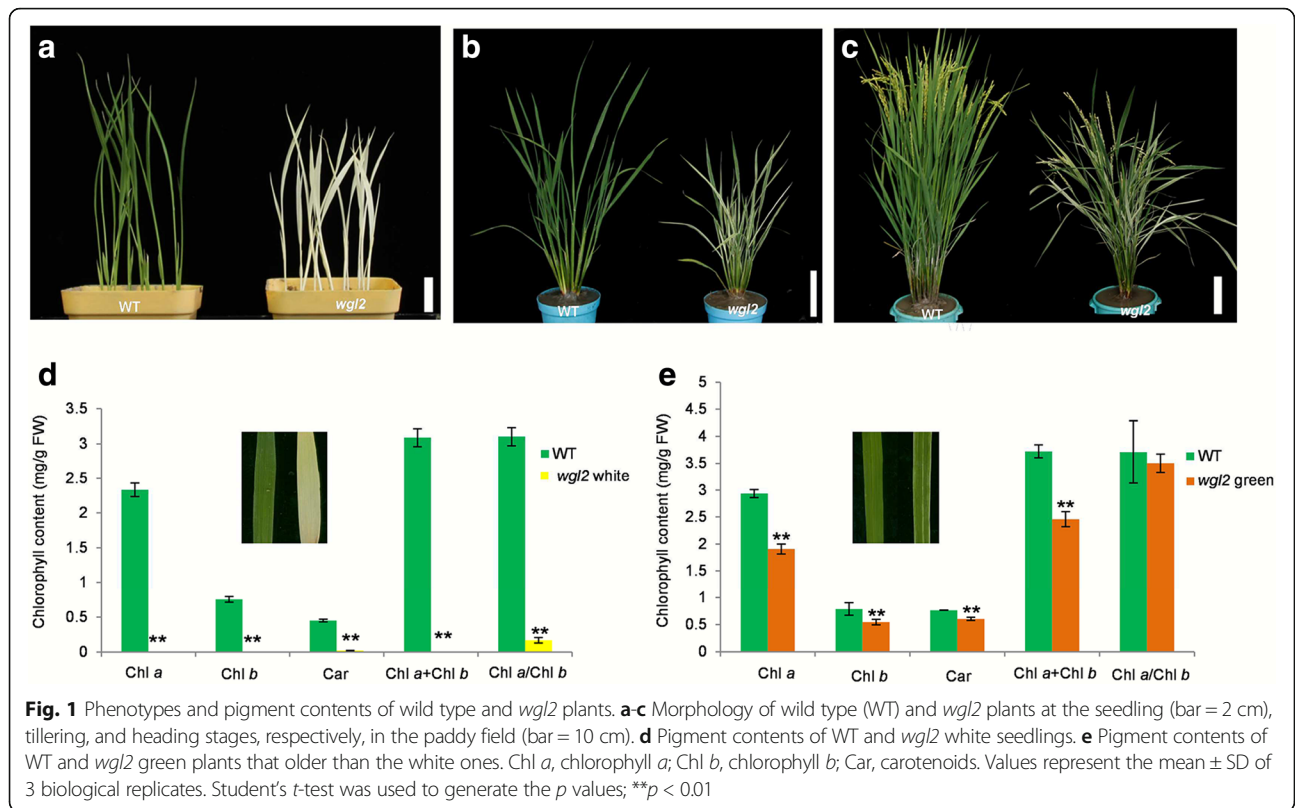 a
b
c
WT
wgl2
WT
wgl2
WT
wgl2
d
Chlorophyll content (mg/g FW)
3.5
3
2.5
2
1.5
1
0.5
0
**
**
**
**
**
WT
wgl2 white
Chl a
Chl b
Car
Chl a+Chl b
Chl a/Chl b
e
Chlorophyll content (mg/g FW)
5
4.5
4
3.5
3
2.5
2
1.5
1
0.5
0
**
**
**
**
WT
wgl2 green
Chl a
Chl b
Car
Chl a+Chl b
Chl a/Chl b
Fig. 1 Phenotypes and pigment contents of wild type and wgl2 plants. a-c Morphology of wild type (WT) and wgl2 plants at the seedling (bar = 2 cm),
tillering, and heading stages, respectively, in the paddy field (bar = 10 cm). d Pigment contents of WT and wgl2 white seedlings. e Pigment contents of
WT and wgl2 green plants that older than the white ones. Chl a, chlorophyll a; Chl b, chlorophyll b; Car, carotenoids. Values represent the mean ± SD of
3 biological replicates. Student's t-test was used to generate the p values; **p < 0.01